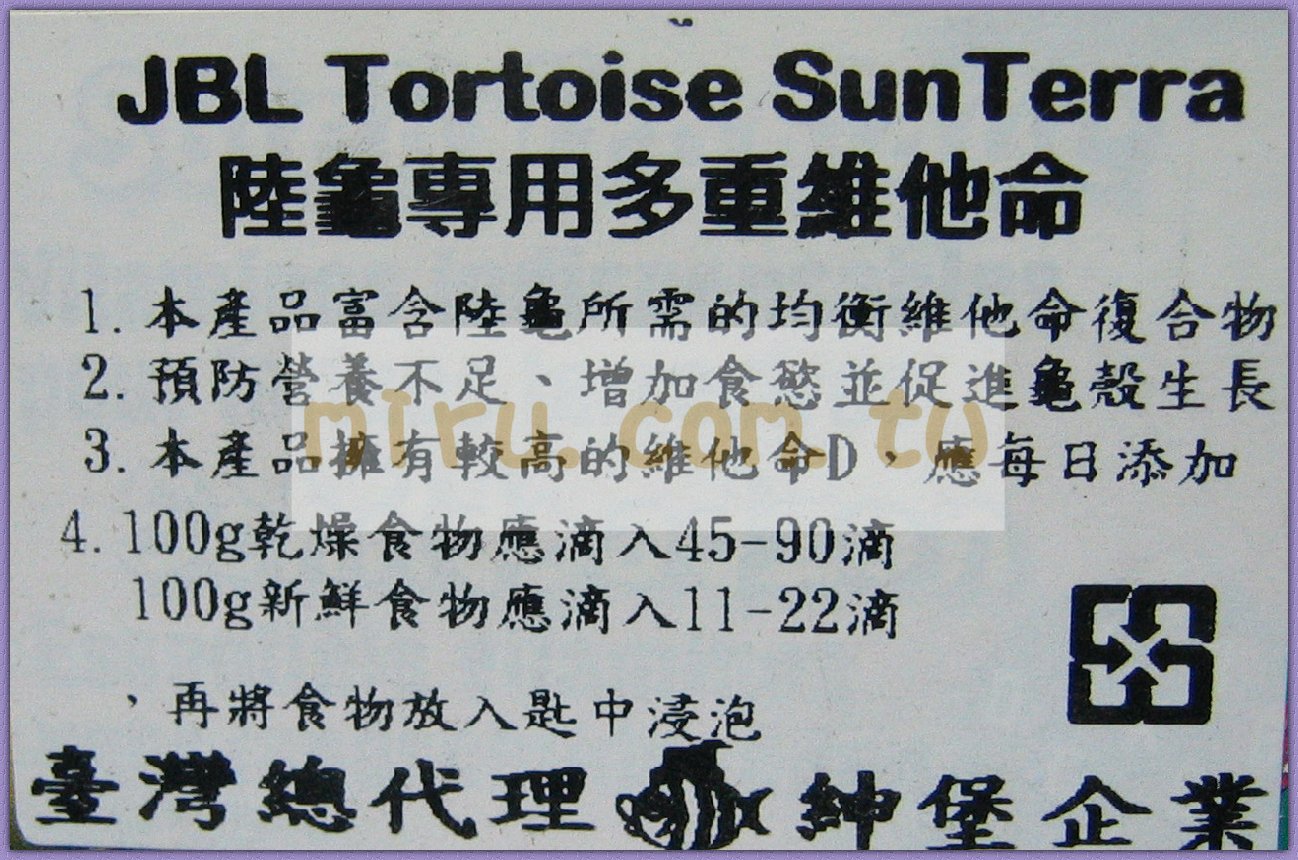 JBL Tortoise SunTerra
陸龜專用多重維他命
1. 本產品富含陸龜所需的均衡維他命復合物
2. 預防營養不足、增加食慾並促進龜殼生長
3. 本產品擁有較高的維他命D，應每日添加
miru.com.tw
4. 100g乾燥食物應滴入45-90滴
100g新鮮食物應滴入11-22滴
，再將食物放入匙中浸泡
臺灣總代理 紳堡企業